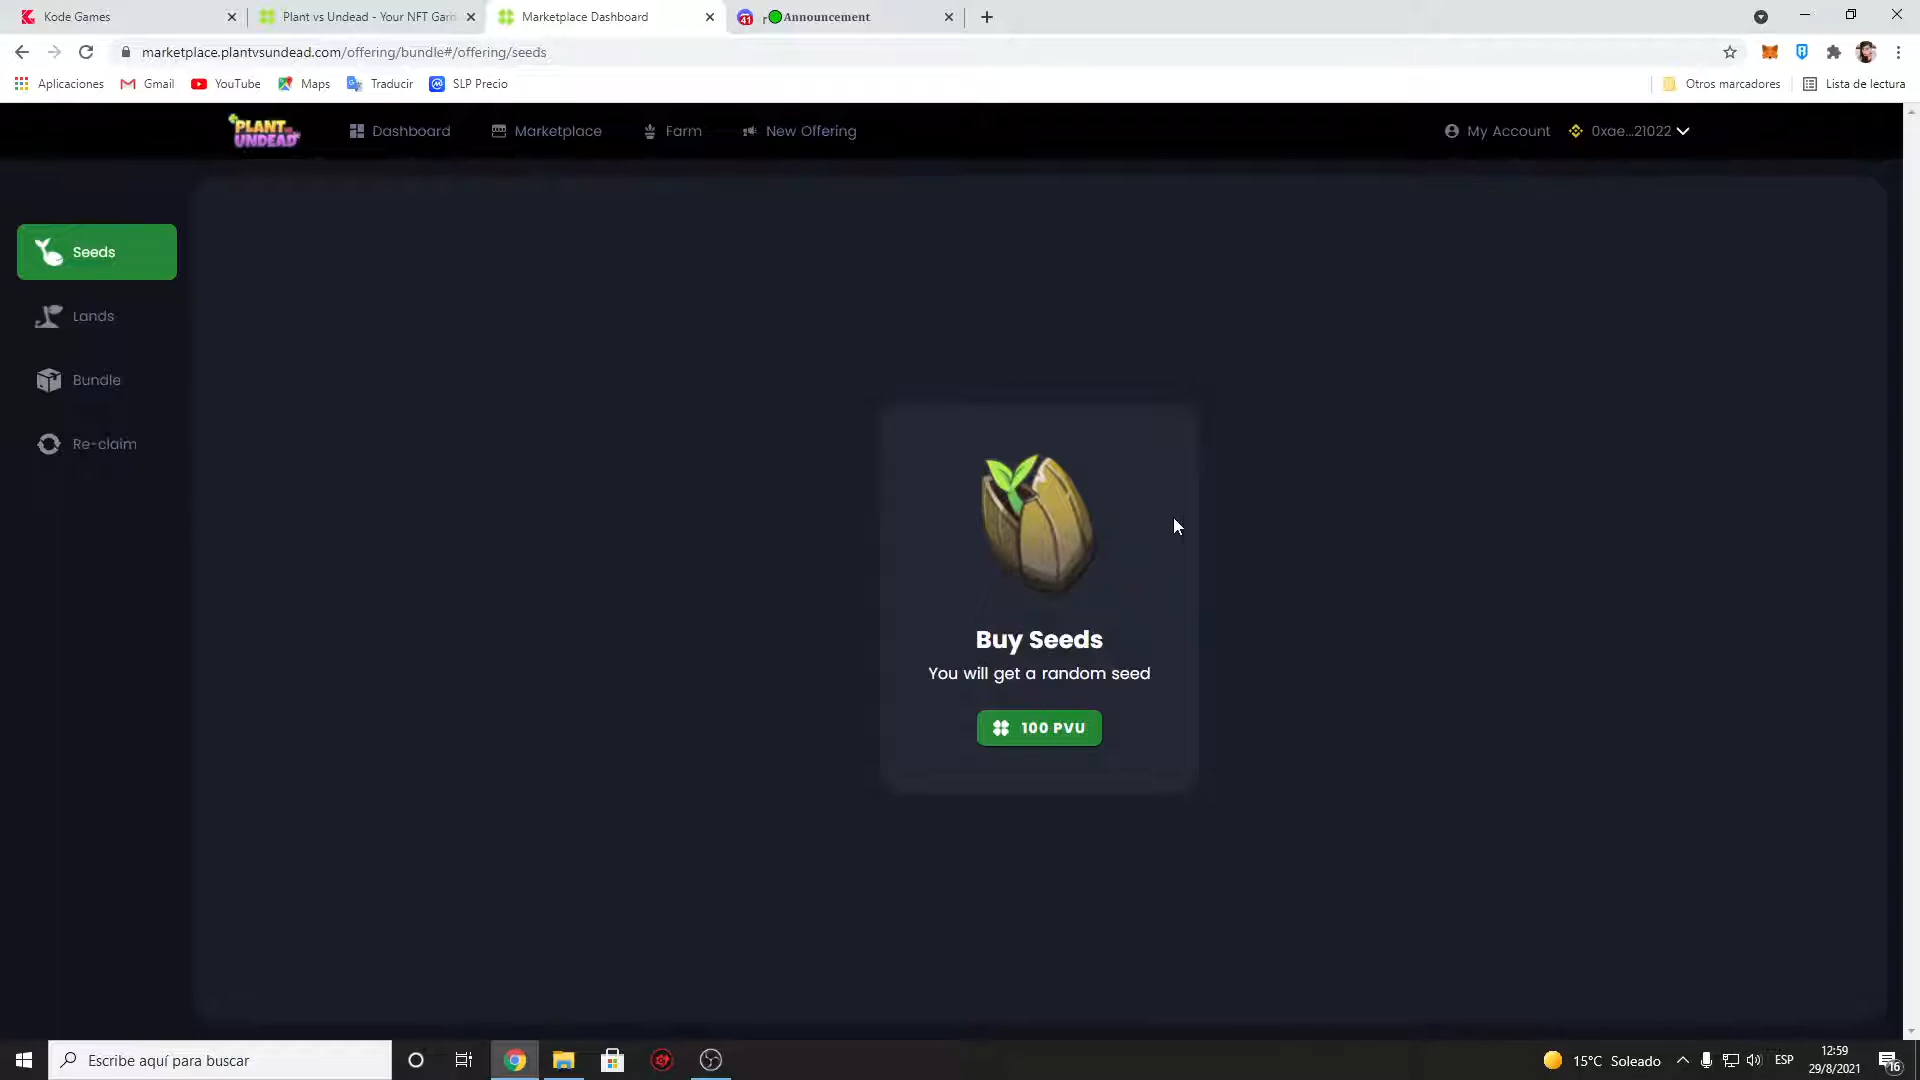 Kode Games
Plant vs Undead - Your NFT Gam
Marketplace Dashboard
41
Announcement
marketplace.plantvsundead.com/offering/bundle#/offering/seeds
Aplicaciones
Gmail
YouTube
Maps
Traducir
SLP Precio
Otros marcadores
Lista de lectura
PLANT VS UNDEAD
Dashboard
Marketplace
Farm
New Offering
My Account
0xae...21022
Seeds
Lands
Bundle
Re-claim
Buy Seeds
You will get a random seed
100 PVU
Escribe aquí para buscar
15°C Soleado
ESP
12:59
29/8/2021
16